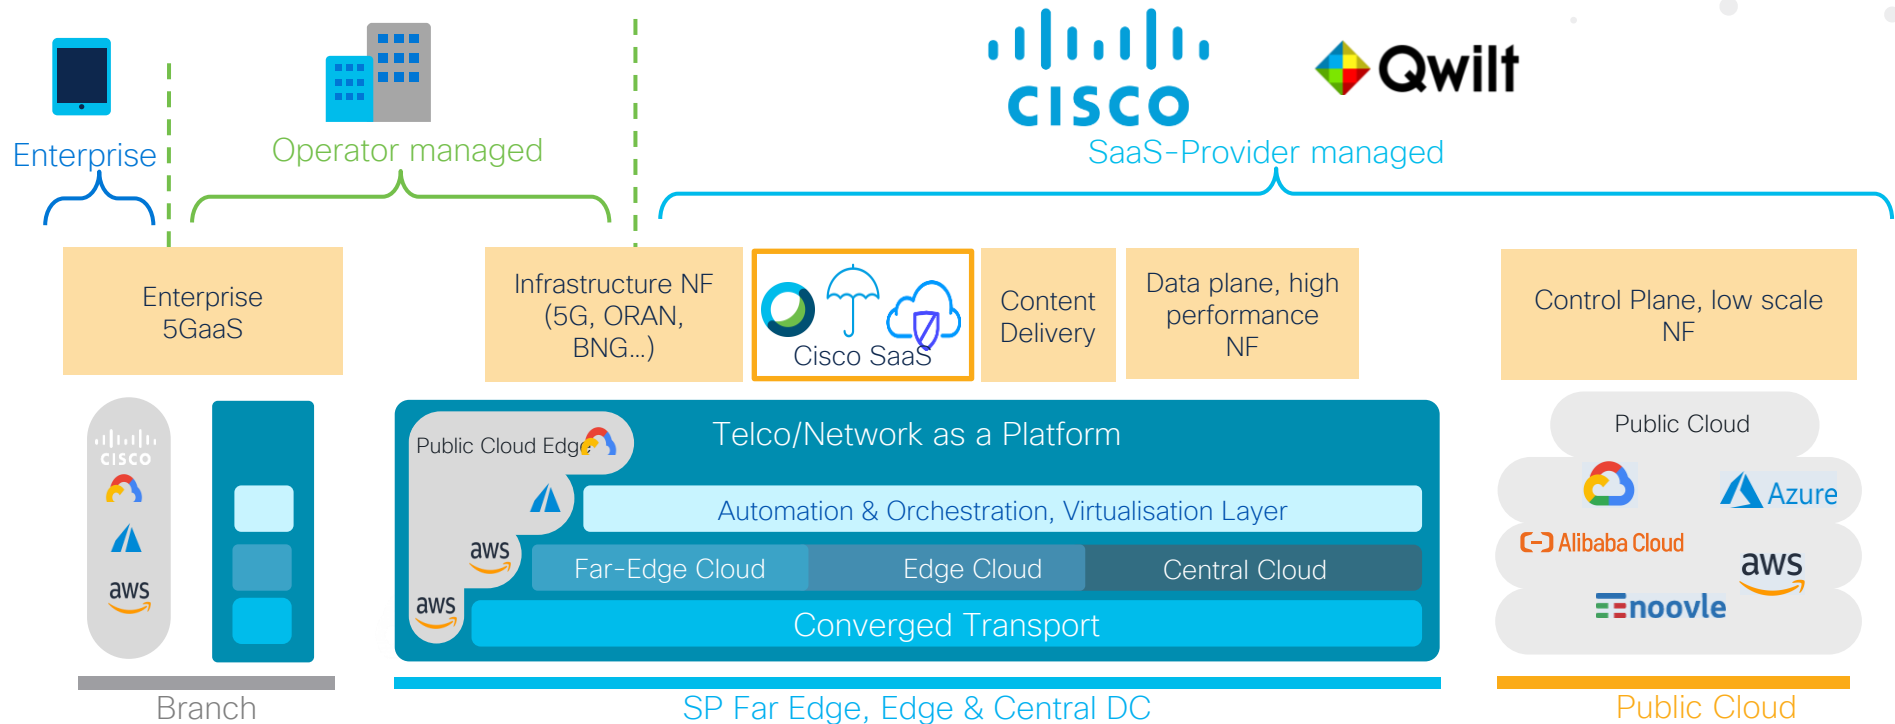 CISCO
Qwilt
Enterprise
Operator managed
SaaS-Provider managed
Enterprise
5GaaS
Infrastructure NF
(5G, ORAN,
BNG...)
Cisco SaaS
Content
Delivery
Data plane, high
performance
NF
Control Plane, low scale
NF
CISCO
aws
Public Cloud Edge
aws
aws
Telco/Network as a Platform
Automation & Orchestration, Virtualisation Layer
Far-Edge Cloud
Edge Cloud
Central Cloud
Converged Transport
Public Cloud
Azure
Alibaba Cloud
aws
noovle
Branch
SP Far Edge, Edge & Central DC
Public Cloud